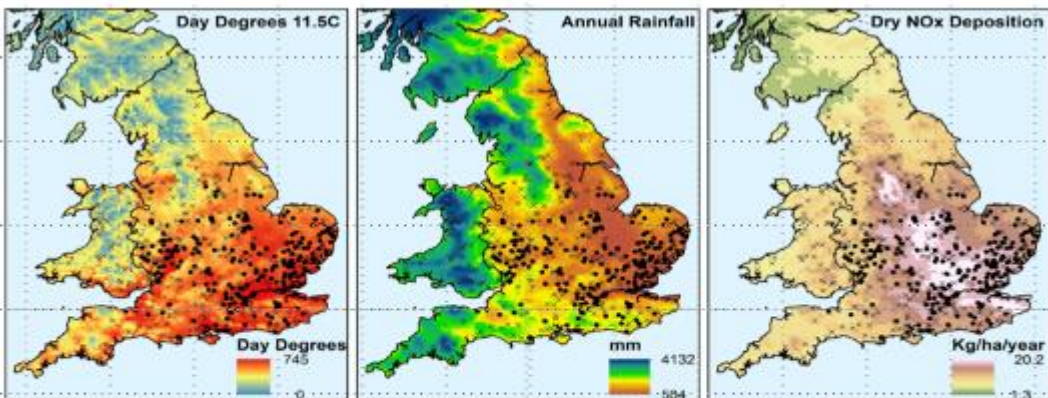 Day Degrees 11.5C
Day Degrees
745
0
Annual Rainfall
mm
4132
584
Dry NOx Deposition
Kg/ha/year
20.2
1.3